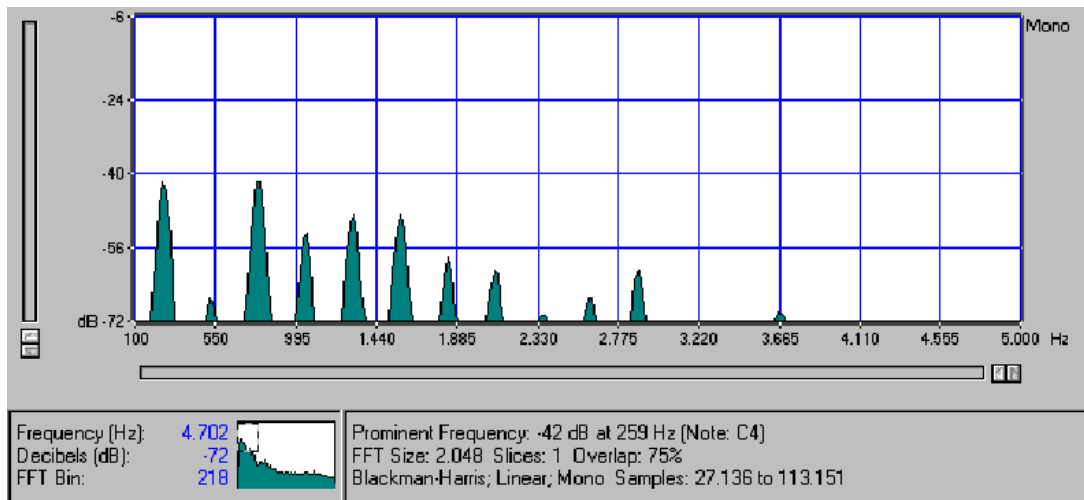 -6
Mono
-24
-40
-56
dB -72
100 550 995 1.440 1.885 2.330 2.775 3.220 3.665 4.110 4.555 5.000 Hz
Frequency (Hz): 4.702
Decibels (dB): -72
FFT Bin: 218
Prominent Frequency: -42 dB at 259 Hz (Note: C4)
FFT Size: 2.048 Slices: 1 Overlap: 75%
Blackman-Harris; Linear; Mono Samples: 27.136 to 113.151